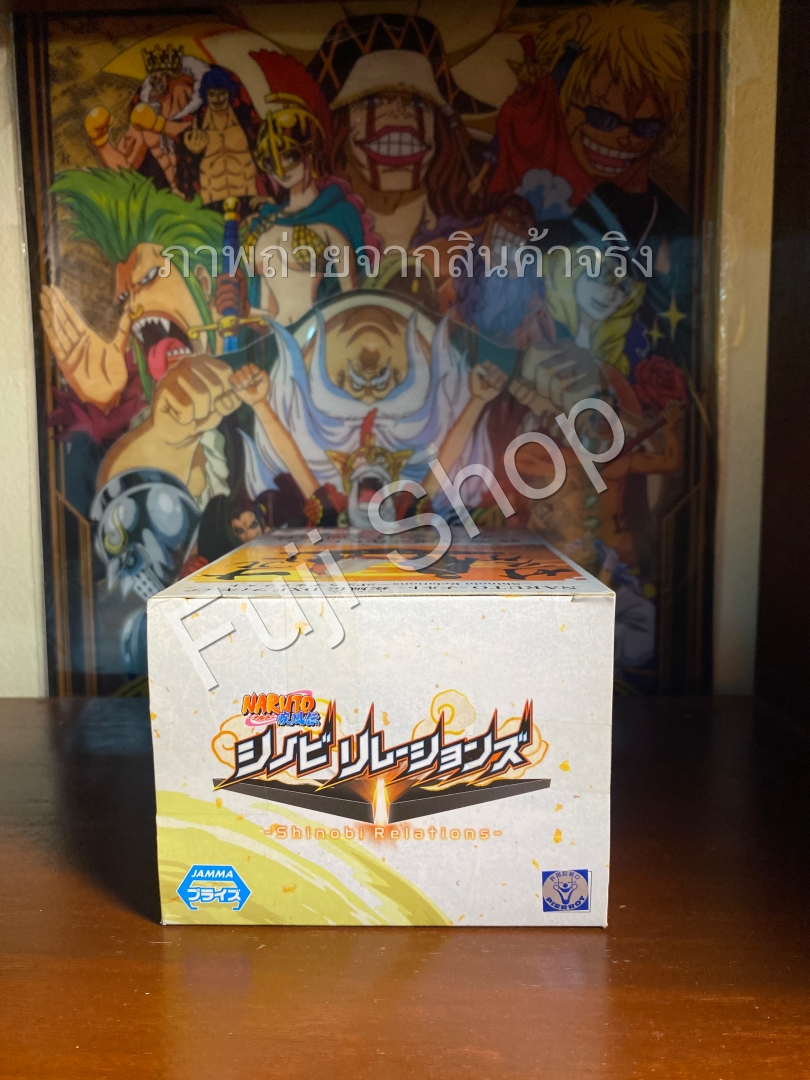 ภาพถ่ายจากสินค้าจริง
Fuji Shop
NARUTO
疾風伝
シノビリレーションズ
-Shinobi Relations-
JAMMA
プライズ
PIERROT